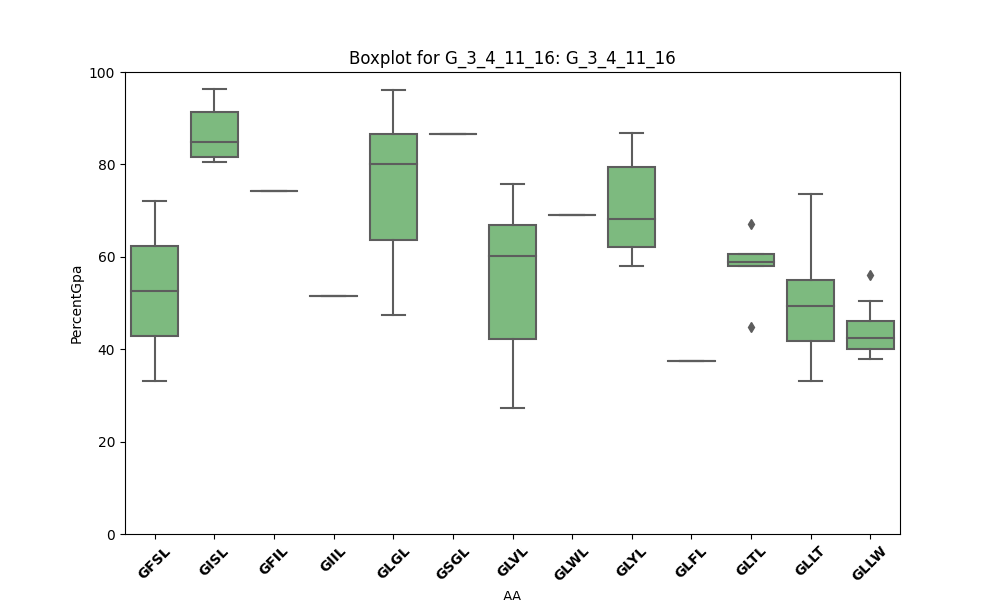 Boxplot for G_3_4_11_16: G_3_4_11_16
100
80
60
40
20
0
PercentGpa
GFSL GISL GFIL GIIL GLGL GSGL GLVL GLWL GLYL GLFL GLTL GLLT GLLW
AA